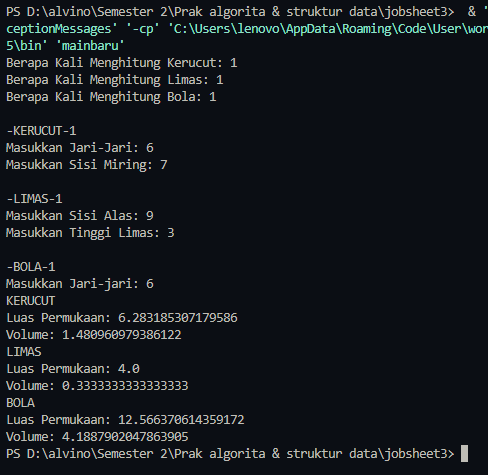 PS D:\alvino\Semester 2\Prak algorita & struktur data\jobsheet3>  & '
ceptionMessages' '-cp' 'C:\Users\lenovo\AppData\Roaming\Code\User\wor
5\bin' 'mainbaru'
Berapa Kali Menghitung Kerucut: 1
Berapa Kali Menghitung Limas: 1
Berapa Kali Menghitung Bola: 1

-KERUCUT-1
Masukkan Jari-Jari: 6
Masukkan Sisi Miring: 7

-LIMAS-1
Masukkan Sisi Alas: 9
Masukkan Tinggi Limas: 3

-BOLA-1
Masukkan Jari-jari: 6
KERUCUT
Luas Permukaan: 6.283185307179586
Volume: 1.480960979386122
LIMAS
Luas Permukaan: 4.0
Volume: 0.3333333333333333
BOLA
Luas Permukaan: 12.566370614359172
Volume: 4.1887902047863905
PS D:\alvino\Semester 2\Prak algorita & struktur data\jobsheet3>